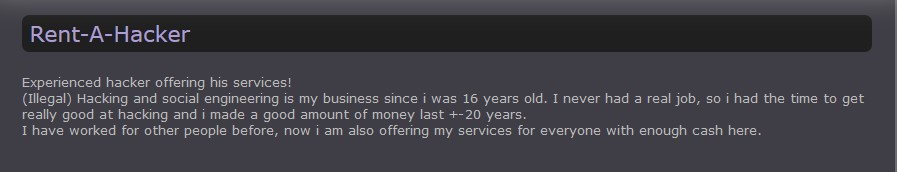 Rent-A-Hacker
Experienced hacker offering his services!
(Illegal) Hacking and social engineering is my business since i was 16 years old. I never had a real job, so i had the time to get
really good at hacking and i made a good amount of money last +-20 years.
I have worked for other people before, now i am also offering my services for everyone with enough cash here.